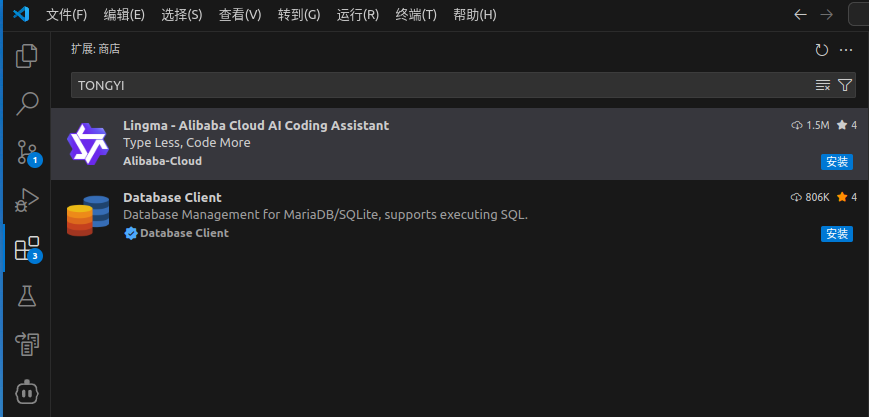 文件(F) 编辑(E) 选择(S) 查看(V) 转到(G) 运行(R) 终端(T) 帮助(H)
扩展: 商店
TONGYI
Lingma - Alibaba Cloud AI Coding Assistant 1.5M 4
Type Less, Code More
Alibaba-Cloud 安装
Database Client 806K 4
Database Management for MariaDB/SQLite, supports executing SQL.
Database Client 安装
1
3